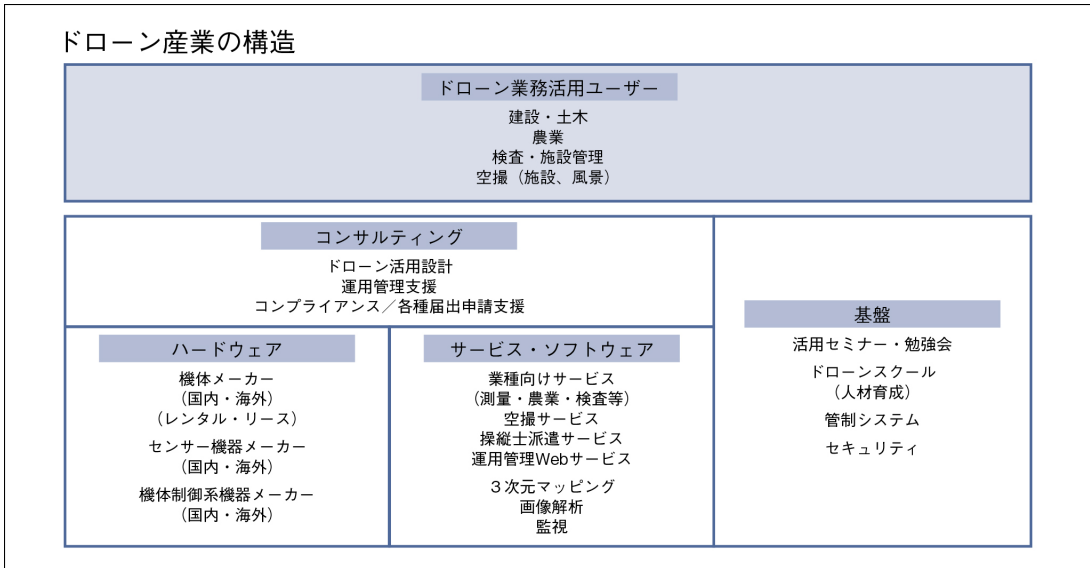 ドローン産業の構造
ドローン業務活用ユーザー
建設・土木
農業
検査・施設管理
空撮（施設、風景）
コンサルティング
ドローン活用設計
運用管理支援
コンプライアンス／各種届出申請支援
ハードウェア
機体メーカー
（国内・海外）
（レンタル・リース）
センサー機器メーカー
（国内・海外）
機体制御系機器メーカー
（国内・海外）
サービス・ソフトウェア
業種向けサービス
（測量・農業・検査等）
空撮サービス
操縦士派遣サービス
運用管理Webサービス
３次元マッピング
画像解析
監視
基盤
活用セミナー・勉強会
ドローンスクール
（人材育成）
管制システム
セキュリティ